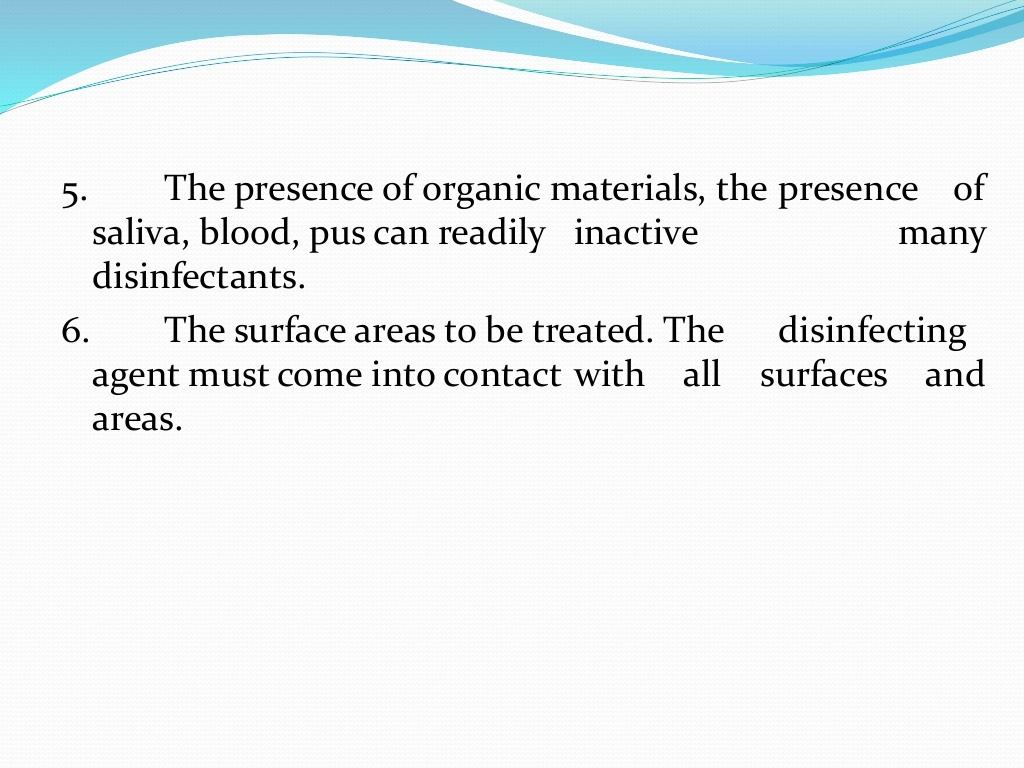 5. The presence of organic materials, the presence of
saliva, blood, pus can readily inactive many
disinfectants.
6. The surface areas to be treated. The disinfecting
agent must come into contact with all surfaces and
areas.